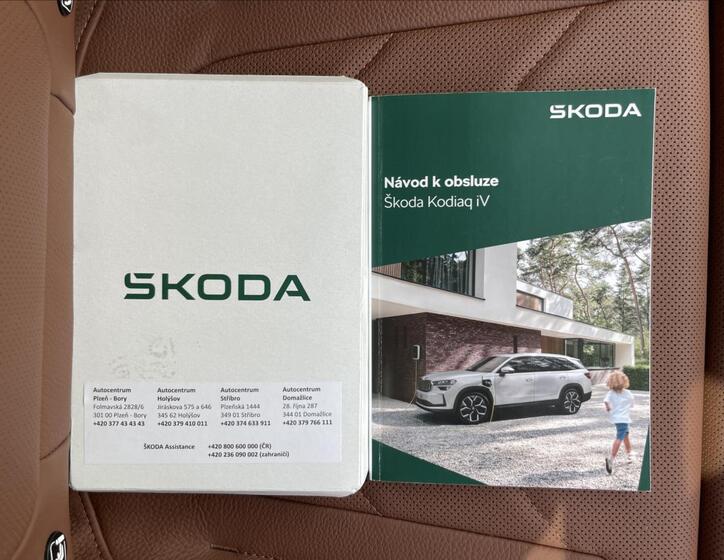 ŠKODA
Autocentrum
Plzeň - Bory
Folmavská 2828/6
301 00 Plzeň - Bory
+420 377 43 43 43
Autocentrum
Holýšov
Jiráskova 575 a 646
345 62 Holýšov
+420 379 410 011
Autocentrum
Stříbro
Plzeňská 1444
349 01 Stříbro
+420 374 633 911
Autocentrum
Domažlice
28. října 287
344 01 Domažlice
+420 379 766 111
ŠKODA Assistance +420 800 600 000 (ČR)
+420 236 090 002 (zahraničí)
ŠKODA
Návod k obsluze
Škoda Kodiaq iV